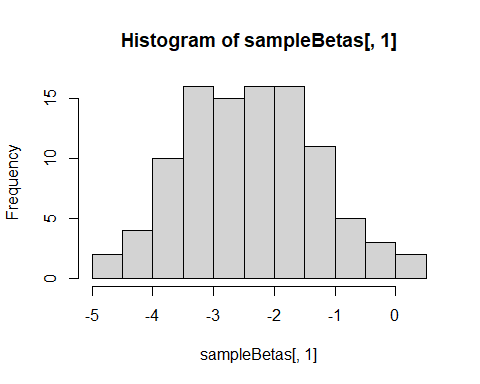 Histogram of sampleBetas[, 1]
Frequency
15
10
5
0
-5 -4 -3 -2 -1 0
sampleBetas[, 1]